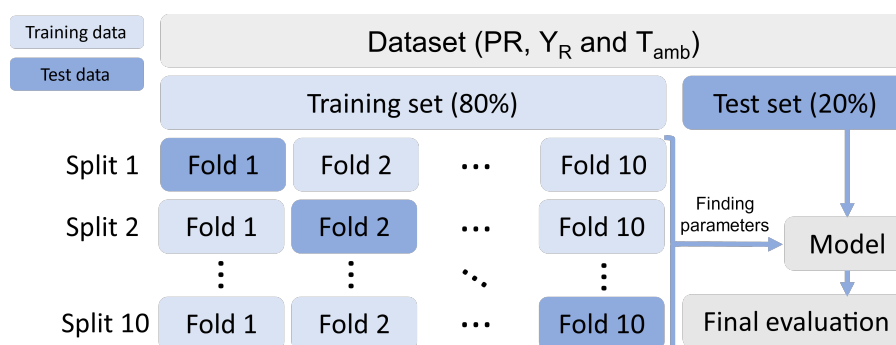 Training data
Test data
Dataset (PR, Y_R and T_amb)
Training set (80%)
Test set (20%)
Split 1 Fold 1 Fold 2 ... Fold 10
Finding
parameters
Split 2 Fold 1 Fold 2 ... Fold 10
Model
Split 10 Fold 1 Fold 2 ... Fold 10
Final evaluation